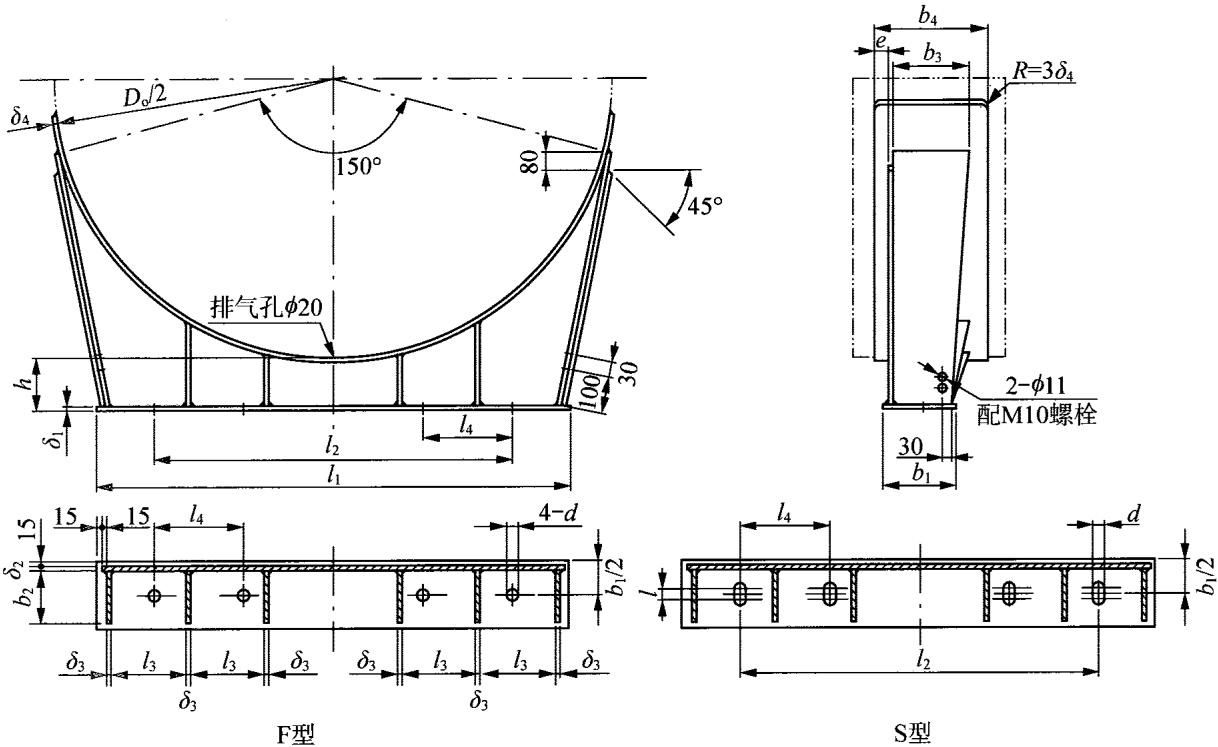 b₄
e
b₃
R=3δ₄
Dₒ/2
δ₄
150°
80
45°
排气孔ϕ20
h
δ₁
30
100
l₄
l₂
l₁
2-ϕ11
配M10螺栓
30
b₁
15
15
15
l₄
4-d
δ₂
b₂
b₁/2
δ₃
l₃
l₃
δ₃
δ₃
l₃
l₃
δ₃
δ₃
δ₃
F型
l₄
d
l
b₁/2
l₂
S型